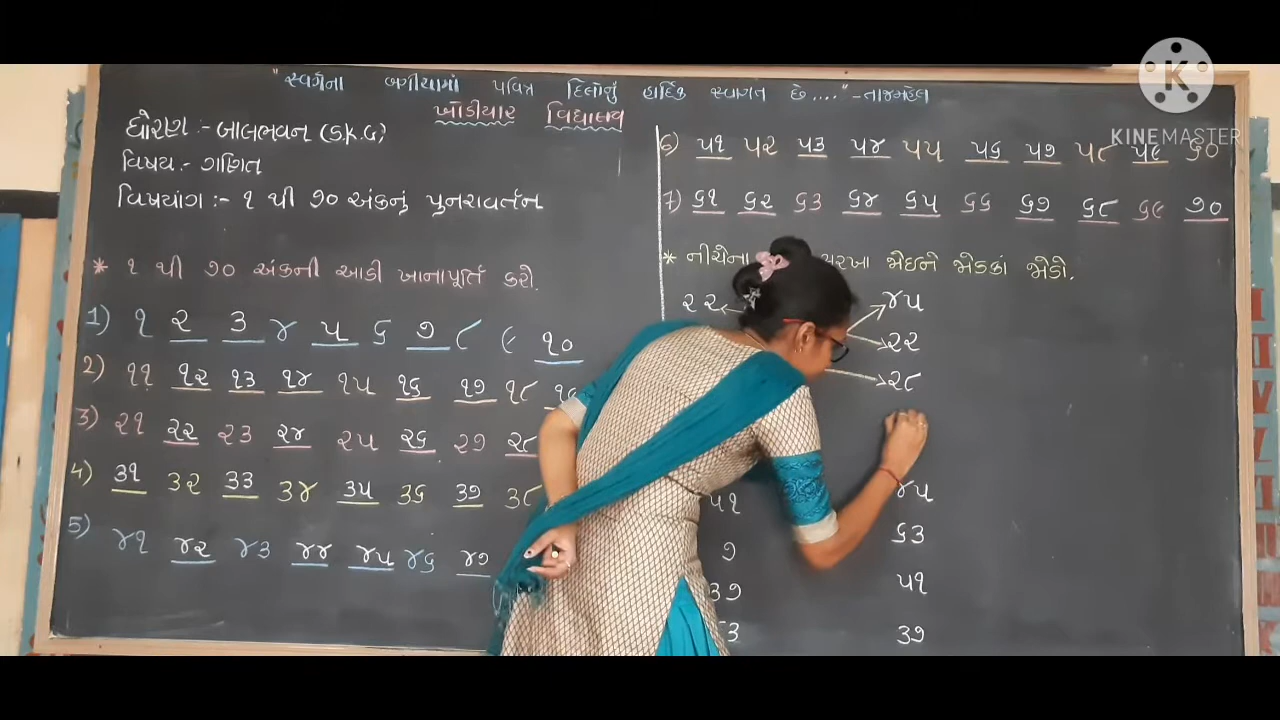 "સ્વર્ગના બગીચામાં પવિત્ર દિલોનું હાર્દિક સ્વાગત છે...." - તાજમહેલ
ખોડીયાર વિદ્યાલય
ધોરણ :- બાલભવન (S.K.G)
વિષય :- ગણિત
વિષયાંગ :- ૧ થી ૭૦ અંકનું પુનરાવર્તન
* ૧ થી ૭૦ અંકની આડી ખાનાપૂર્તિ કરો.
1) ૧ ૨ ૩ ૪ ૫ ૬ ૭ ૮ ૯ ૧૦
2) ૧૧ ૧૨ ૧૩ ૧૪ ૧૫ ૧૬ ૧૭ ૧૮
3) ૨૧ ૨૨ ૨૩ ૨૪ ૨૫ ૨૬ ૨૭ ૨૮
4) ૩૧ ૩૨ ૩૩ ૩૪ ૩૫ ૩૬ ૩૭ ૩૮
5) ૪૧ ૪૨ ૪૩ ૪૪ ૪૫ ૪૬ ૪૭
6) ૫૧ ૫૨ ૫૩ ૫૪ ૫૫ ૫૬ ૫૭ ૫૮ ૫૯ ૬૦
7) ૬૧ ૬૨ ૬૩ ૬૪ ૬૫ ૬૬ ૬૭ ૬૮ ૬૯ ૭૦
* નીચેના સરખા જોઈને જોડકાં જોડો.
૨૨ ૪૫
૨૨
૨૮
૪૫
૫૧ ૬૩
૭ ૫૧
૩૭ ૩૭
KINEMASTER